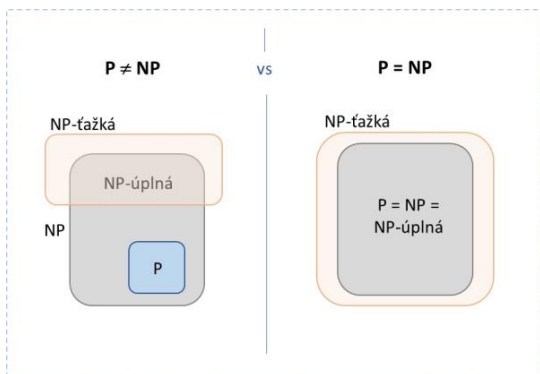 P ≠ NP
vs
P = NP
NP-ťažká
NP-úplná
NP
P
NP-ťažká
P = NP =
NP-úplná